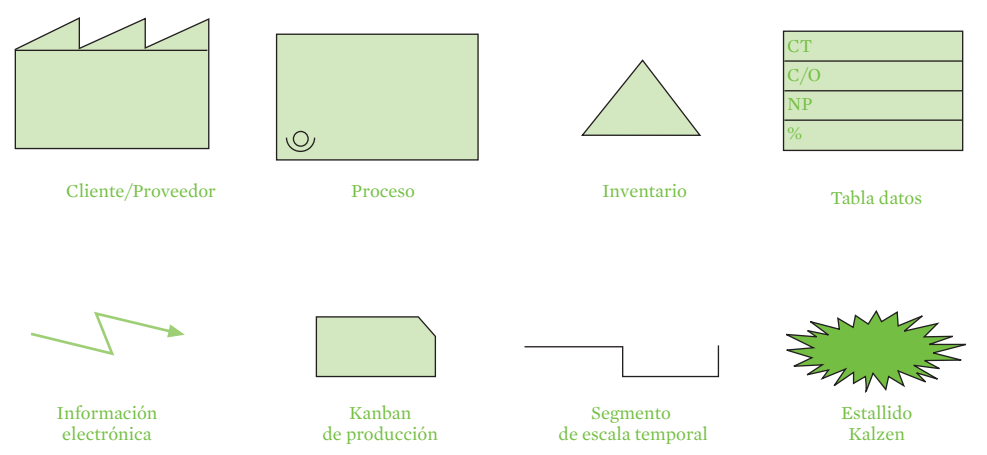 CT
C/O
NP
%
Cliente/Proveedor
Proceso
Inventario
Tabla datos
Información
electrónica
Kanban
de producción
Segmento
de escala temporal
Estallido
Kalzen